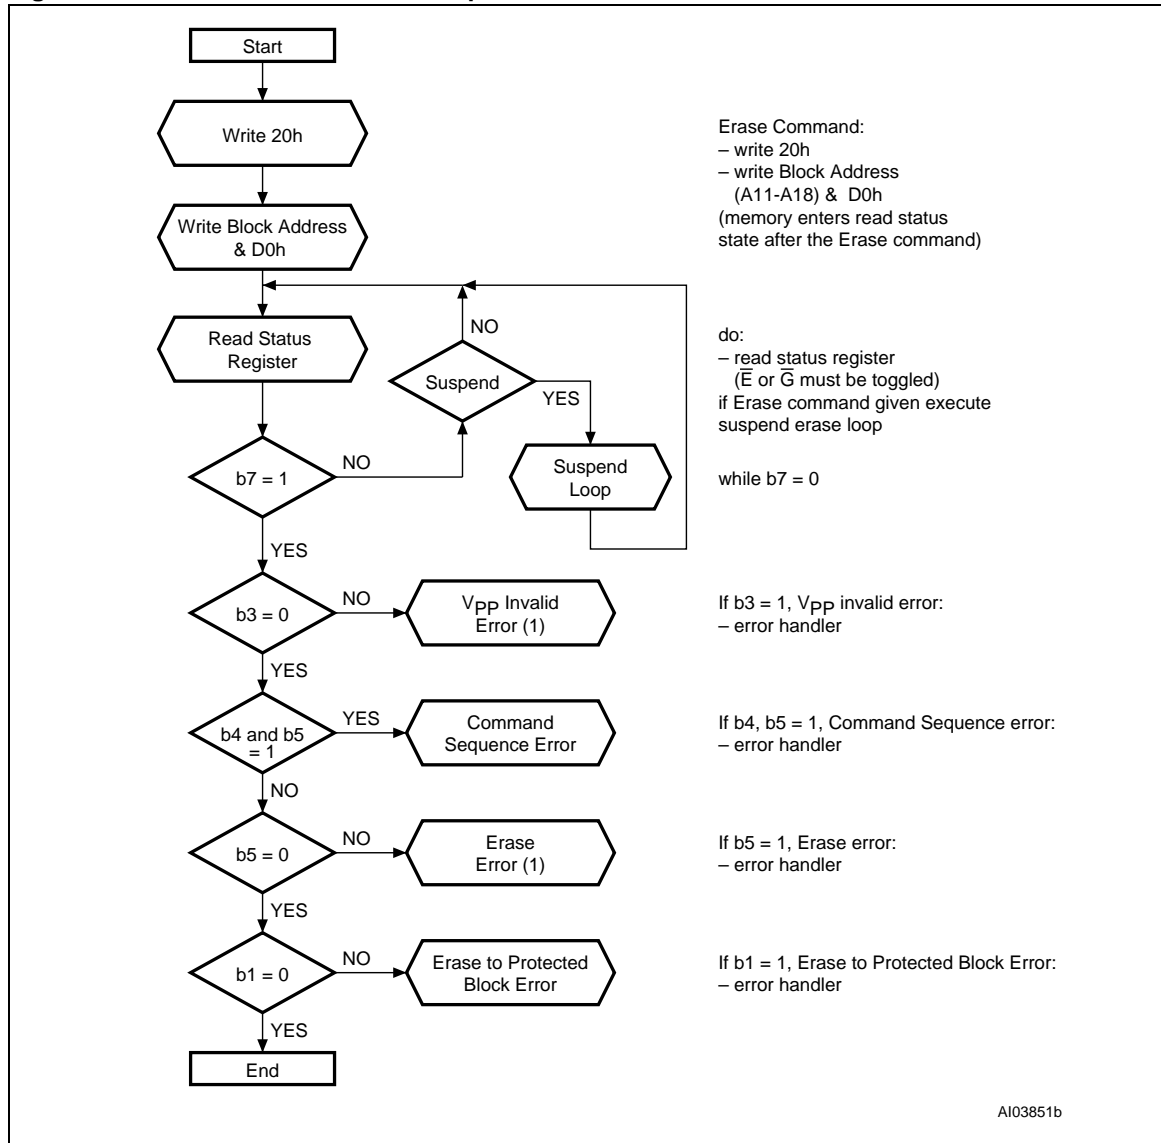 Start
Write 20h
Erase Command:
– write 20h
– write Block Address
(A11-A18) & D0h
(memory enters read status
state after the Erase command)
Write Block Address
& D0h
NO
Read Status
Register
Suspend
YES
do:
– read status register
(E̅ or G̅ must be toggled)
if Erase command given execute
suspend erase loop
while b7 = 0
b7 = 1
NO
Suspend
Loop
YES
b3 = 0
NO
VPP Invalid
Error (1)
If b3 = 1, VPP invalid error:
– error handler
YES
b4 and b5
= 1
YES
Command
Sequence Error
If b4, b5 = 1, Command Sequence error:
– error handler
NO
b5 = 0
NO
Erase
Error (1)
If b5 = 1, Erase error:
– error handler
YES
b1 = 0
NO
Erase to Protected
Block Error
If b1 = 1, Erase to Protected Block Error:
– error handler
YES
End
AI03851b